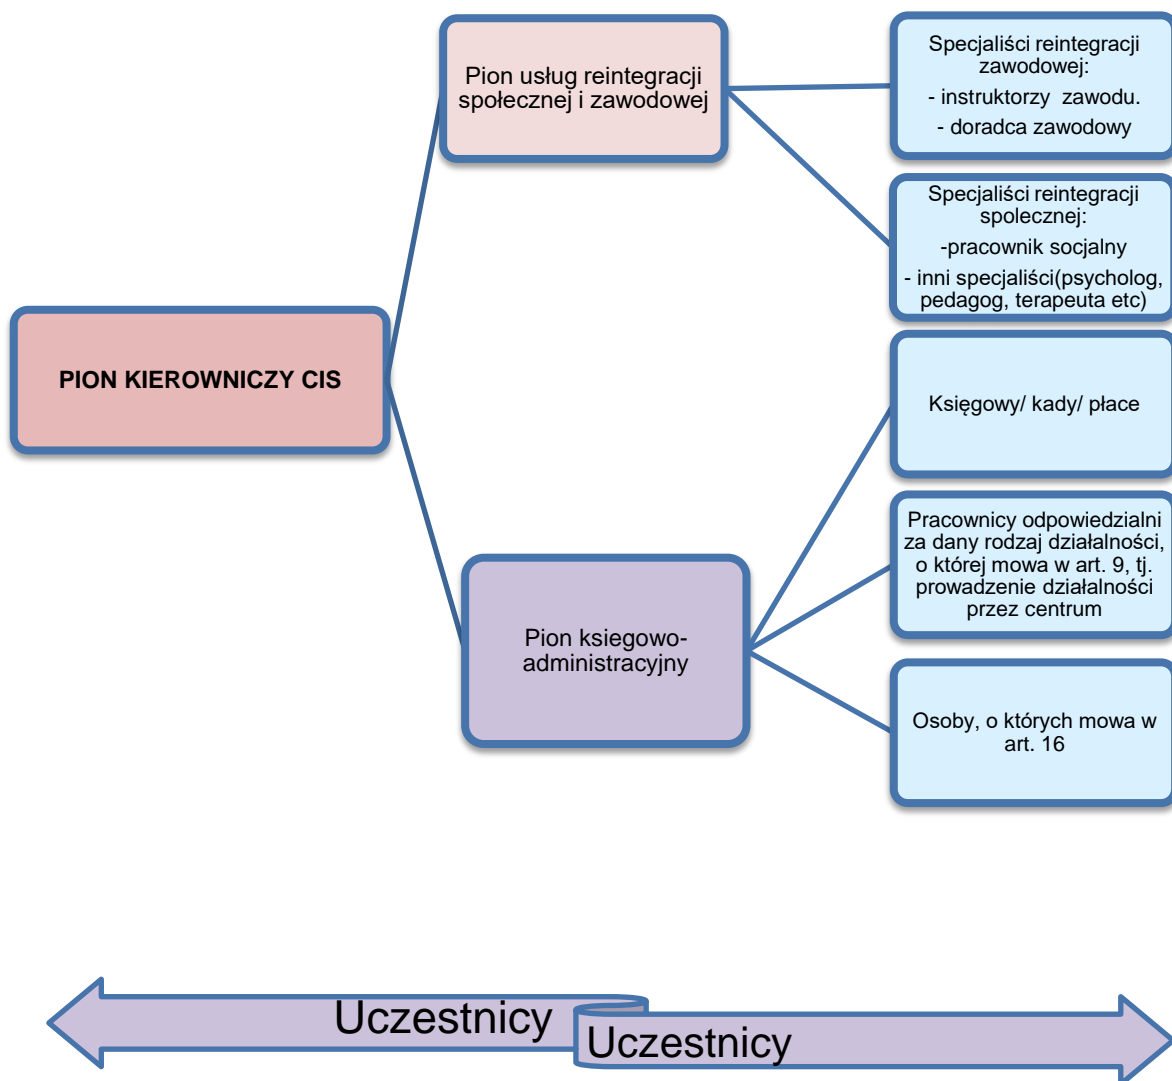 Pion usług reintegracji
społecznej i zawodowej
Specjaliści reintegracji
zawodowej:
- instruktorzy  zawodu.
- doradca zawodowy
Specjaliści reintegracji
spolecznej:
-pracownik socjalny
- inni specjaliści(psycholog,
pedagog, terapeuta etc)
PION KIEROWNICZY CIS
Księgowy/ kady/ płace
Pracownicy odpowiedzialni
za dany rodzaj działalności,
o której mowa w art. 9, tj.
prowadzenie działalności
przez centrum
Pion ksiegowo-
administracyjny
Osoby, o których mowa w
art. 16
Uczestnicy
Uczestnicy